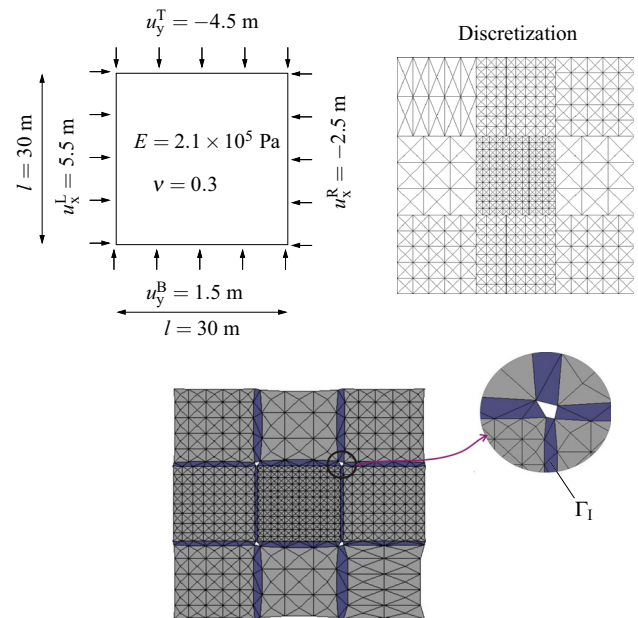 u_y^T = −4.5 m
Discretization
l = 30 m
u_x^L = 5.5 m
E = 2.1 × 10^5 Pa
ν = 0.3
u_x^R = −2.5 m
u_y^B = 1.5 m
l = 30 m
Γ_I